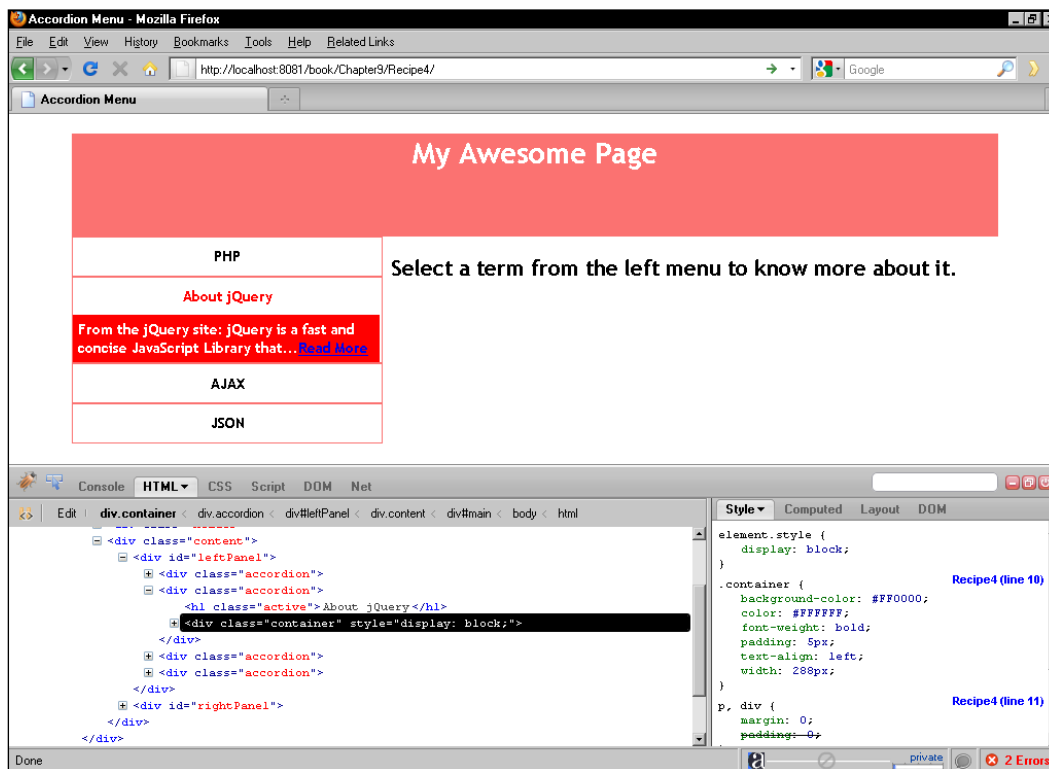 Accordion Menu - Mozilla Firefox
File Edit View History Bookmarks Tools Help Related Links
http://localhost:8081/book/Chapter9/Recipe4/ Google
Accordion Menu
My Awesome Page
PHP
Select a term from the left menu to know more about it.
About jQuery
From the jQuery site: jQuery is a fast and
concise JavaScript Library that...Read More
AJAX
JSON
Console HTML CSS Script DOM Net
Edit div.container < div.accordion < div#leftPanel < div.content < div#main < body < html
<div class="content">
<div id="leftPanel">
<div class="accordion">
<div class="accordion">
<h1 class="active">About jQuery</h1>
<div class="container" style="display: block;">
</div>
<div class="accordion">
<div class="accordion">
</div>
<div id="rightPanel">
</div>
</div>
Style Computed Layout DOM
element.style {
display: block;
}
.container { Recipe4 (line 10)
background-color: #FF0000;
color: #FFFFFF;
font-weight: bold;
padding: 5px;
text-align: left;
width: 288px;
}
p, div { Recipe4 (line 11)
margin: 0;
padding: 0;
Done private 2 Errors